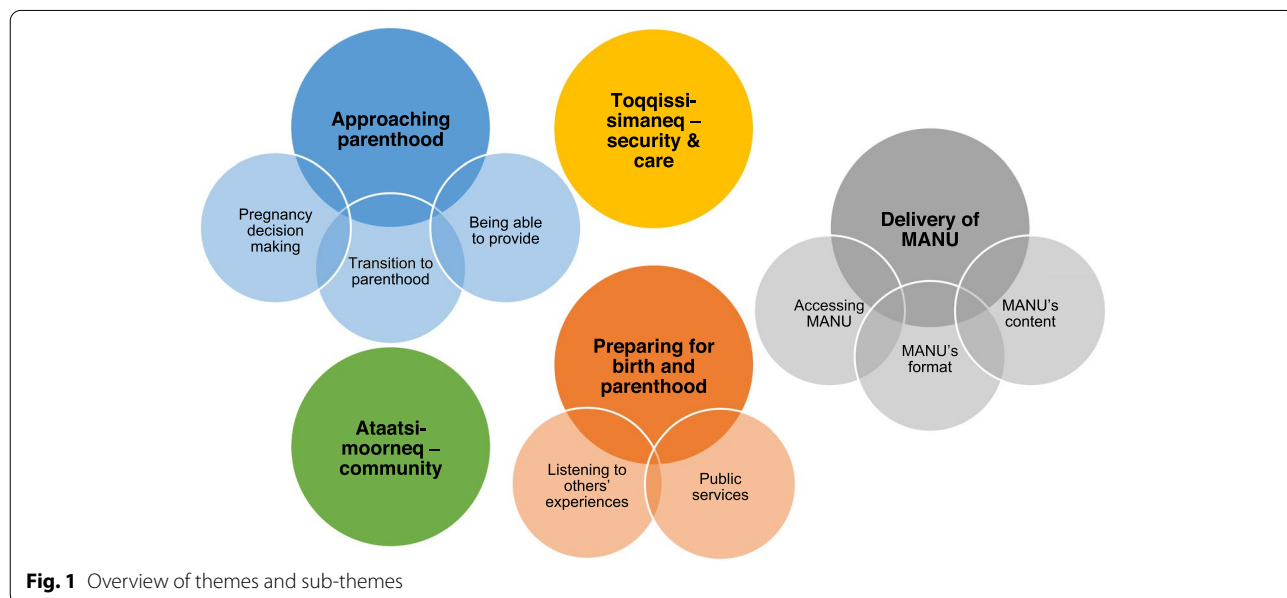 Approaching
parenthood
Pregnancy
decision
making
Transition to
parenthood
Being able
to provide
Toqqissi-
simaneq –
security &
care
Delivery of
MANU
Accessing
MANU
MANU's
format
MANU's
content
Ataatsi-
moorneq –
community
Preparing for
birth and
parenthood
Listening to
others'
experiences
Public
services
Fig. 1 Overview of themes and sub-themes